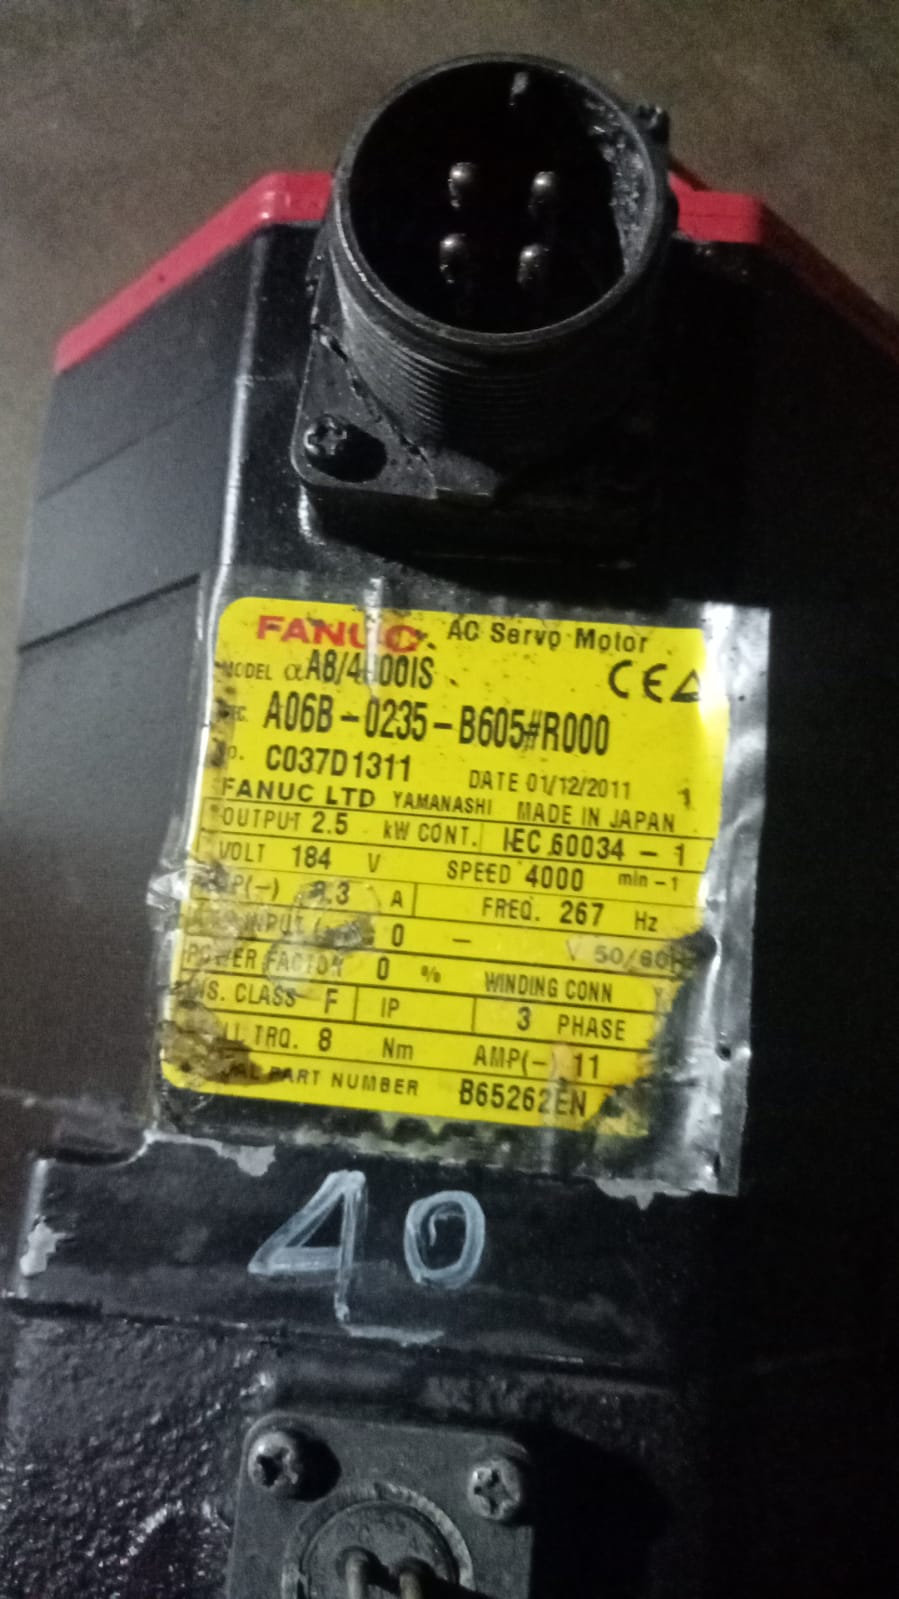 FANUC AC Servo Motor
MODEL αA8/4000IS CE
A06B-0235-B605#R000
C037D1311 DATE 01/12/2011 1
FANUC LTD YAMANASHI MADE IN JAPAN
OUTPUT 2.5 kW CONT. IEC 60034-1
VOLT 184 V SPEED 4000 min-1
A FREQ. 267 Hz
INPUT 0 - V 50/60
POWER FACTOR 0 % WINDING CONN
CLASS F IP 3 PHASE
TRQ. 8 Nm AMP(~) 11
PART NUMBER B65262EN
40